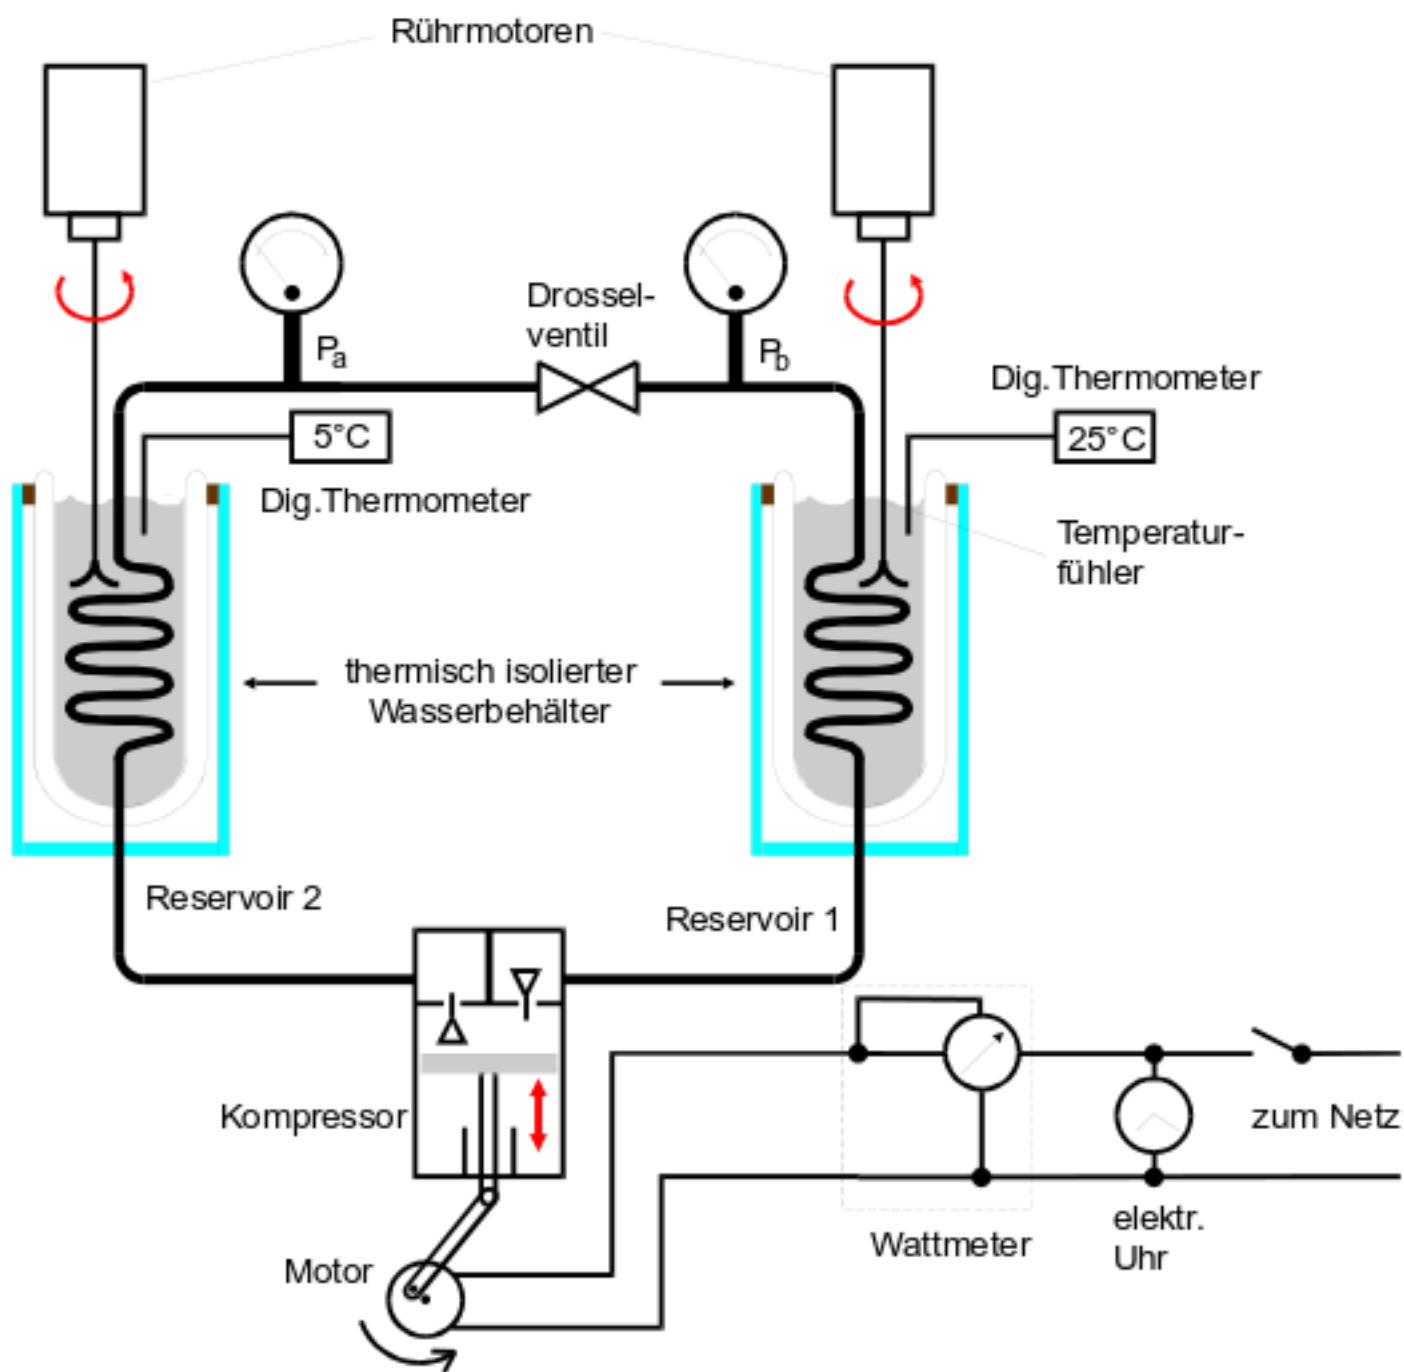 Rührmotoren
Drossel-
ventil
Pa
Pb
Dig.Thermometer
5°C
25°C
Dig.Thermometer
Temperatur-
fühler
thermisch isolierter
Wasserbehälter
Reservoir 2
Reservoir 1
Kompressor
zum Netz
Wattmeter
elektr.
Uhr
Motor